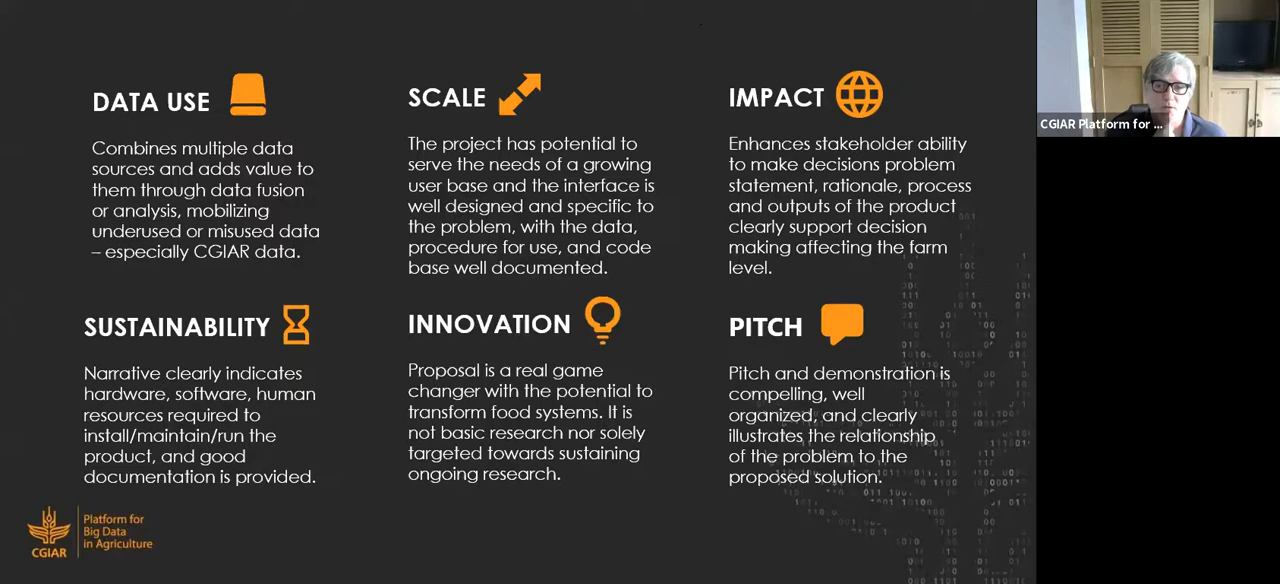 DATA USE
Combines multiple data
sources and adds value to
them through data fusion
or analysis, mobilizing
underused or misused data
– especially CGIAR data.
SCALE
The project has potential to
serve the needs of a growing
user base and the interface is
well designed and specific to
the problem, with the data,
procedure for use, and code
base well documented.
IMPACT
Enhances stakeholder ability
to make decisions problem
statement, rationale, process
and outputs of the product
clearly support decision
making affecting the farm
level.
SUSTAINABILITY
Narrative clearly indicates
hardware, software, human
resources required to
install/maintain/run the
product, and good
documentation is provided.
INNOVATION
Proposal is a real game
changer with the potential to
transform food systems. It is
not basic research nor solely
targeted towards sustaining
ongoing research.
PITCH
Pitch and demonstration is
compelling, well
organized, and clearly
illustrates the relationship
of the problem to the
proposed solution.
CGIAR
Platform for
Big Data
in Agriculture
CGIAR Platform for ...